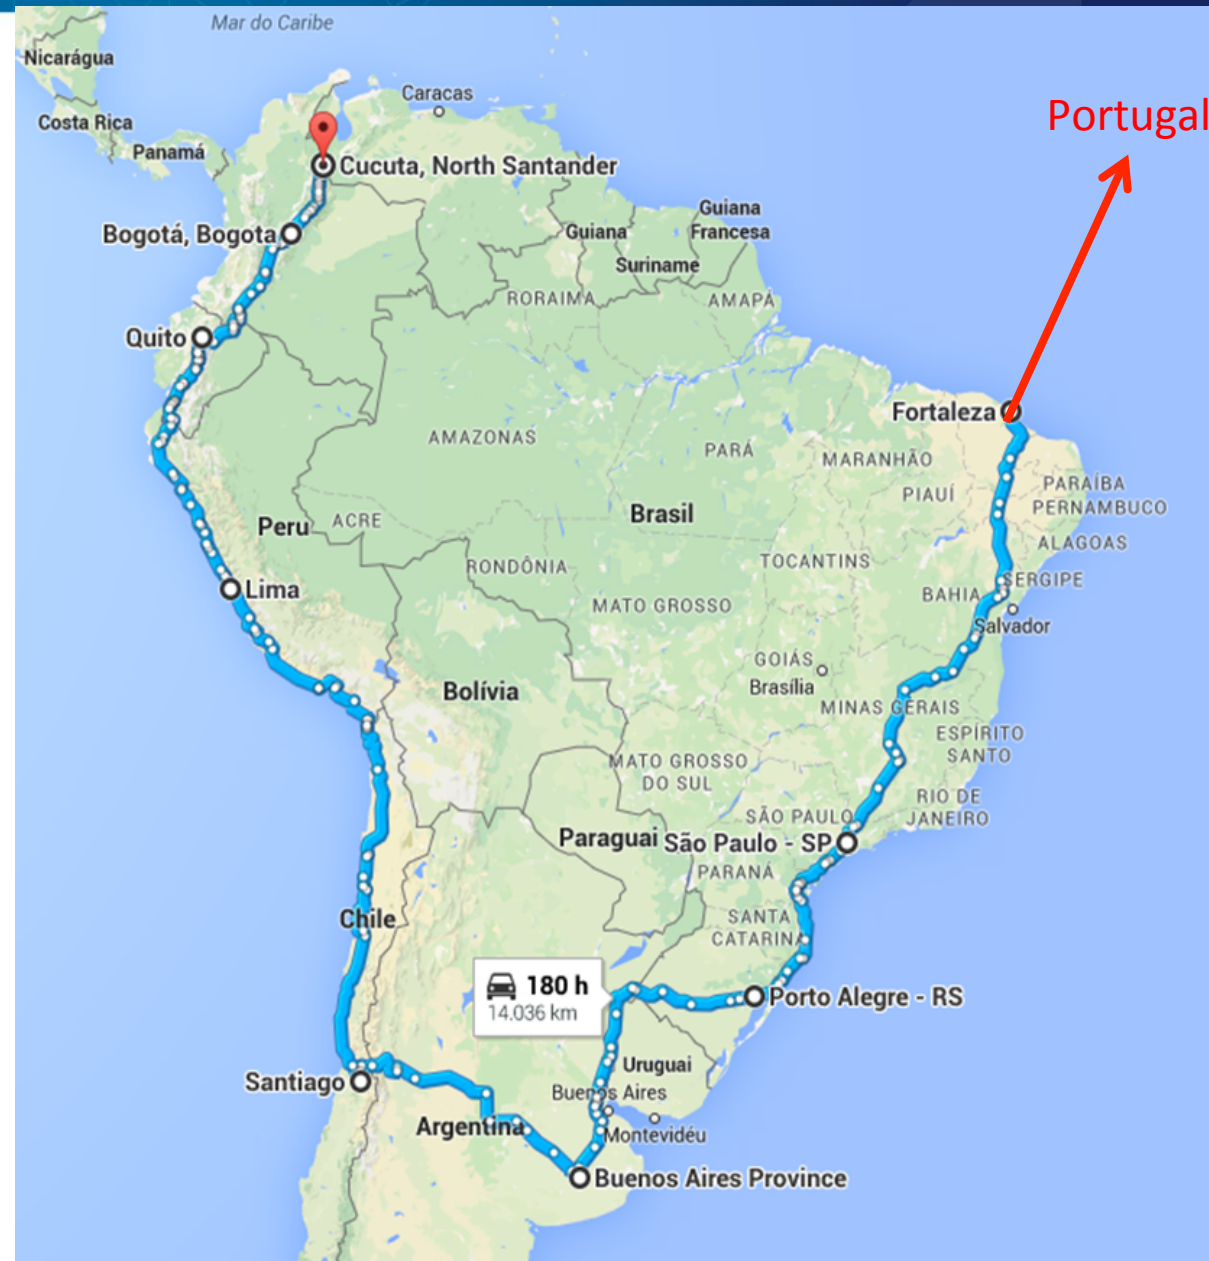 Mar do Caribe
Nicarágua
Caracas
Costa Rica
Portugal
Panamá
Cucuta, North Santander
Guiana
Francesa
Bogotá, Bogota
Guiana
Suriname
RORAIMA
AMAPÁ
Quito
Fortaleza
AMAZONAS
PARÁ
MARANHÃO
PARAÍBA
PIAUÍ
PERNAMBUCO
Brasil
Peru
ACRE
ALAGOAS
RONDÔNIA
TOCANTINS
SERGIPE
Lima
BAHIA
MATO GROSSO
Salvador
GOIÁS
Brasília
Bolívia
MINAS GERAIS
ESPÍRITO
SANTO
MATO GROSSO
DO SUL
RIO DE
JANEIRO
SÃO PAULO
Paraguai
São Paulo - SP
PARANÁ
Chile
SANTA
CATARINA
180 h
14.036 km
Porto Alegre - RS
Uruguai
Santiago
Buenos Aires
Argentina
Montevidéu
Buenos Aires Province